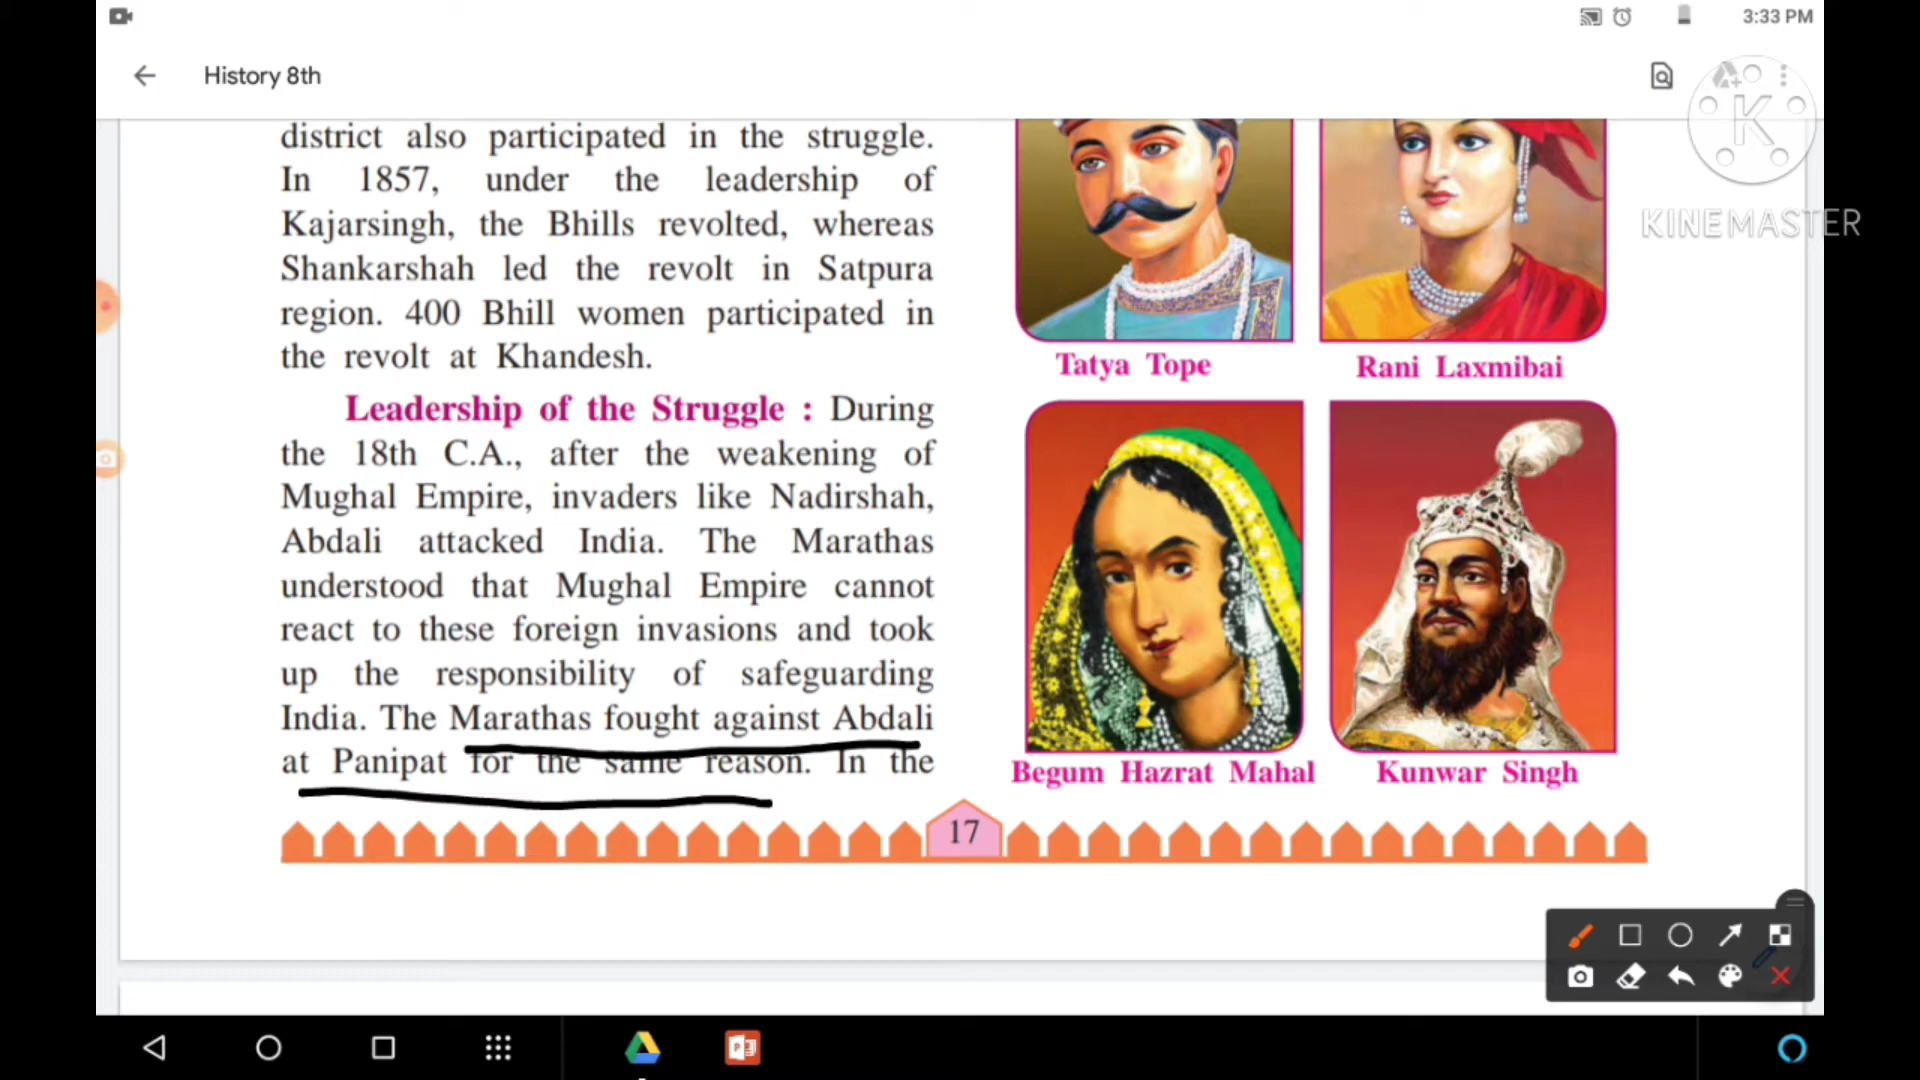 3:33 PM
History 8th
KINEMASTER
district also participated in the struggle.
In 1857, under the leadership of
Kajarsingh, the Bhills revolted, whereas
Shankarshah led the revolt in Satpura
region. 400 Bhill women participated in
the revolt at Khandesh.
Leadership of the Struggle : During
the 18th C.A., after the weakening of
Mughal Empire, invaders like Nadirshah,
Abdali attacked India. The Marathas
understood that Mughal Empire cannot
react to these foreign invasions and took
up the responsibility of safeguarding
India. The Marathas fought against Abdali
at Panipat for the same reason. In the
Tatya Tope
Rani Laxmibai
Begum Hazrat Mahal
Kunwar Singh
17